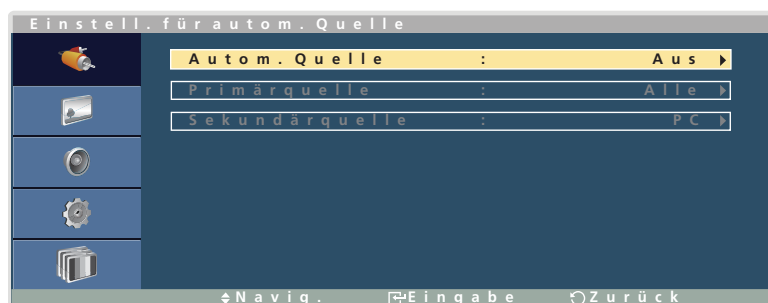 Einstell. für autom. Quelle
Autom. Quelle : Aus
Primärquelle : Alle
Sekundärquelle : PC
Navig. Eingabe Zurück